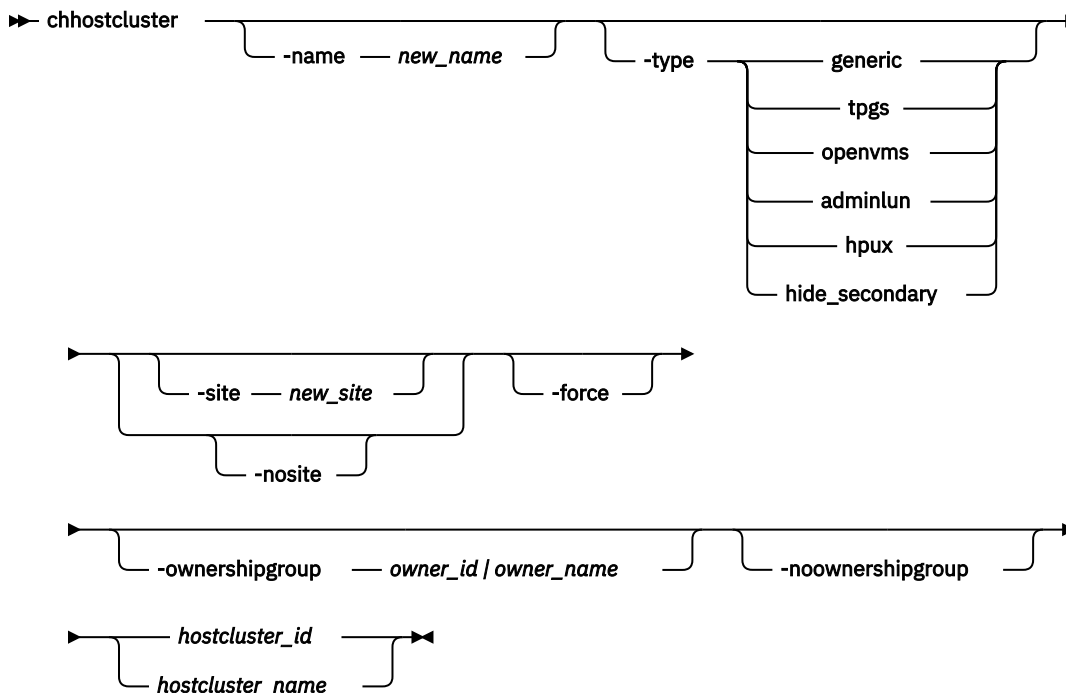 chhostcluster
-name new_name
-type generic
tpgs
openvms
adminlun
hpux
hide_secondary
-site new_site
-force
-nosite
-ownershipgroup owner_id / owner_name
-noownershipgroup
hostcluster_id
hostcluster_name